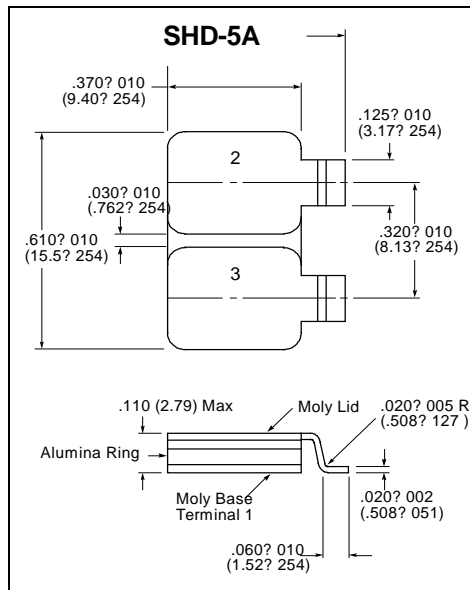 SHD-5A
.370? 010
(9.40? 254)
.125? 010
(3.17? 254)
2
.030? 010
(.762? 254)
.320? 010
(8.13? 254)
.610? 010
(15.5? 254)
3
.110 (2.79) Max
Moly Lid
.020? 005 R
(.508? 127 )
Alumina Ring
Moly Base
Terminal 1
.020? 002
(.508? 051)
.060? 010
(1.52? 254)